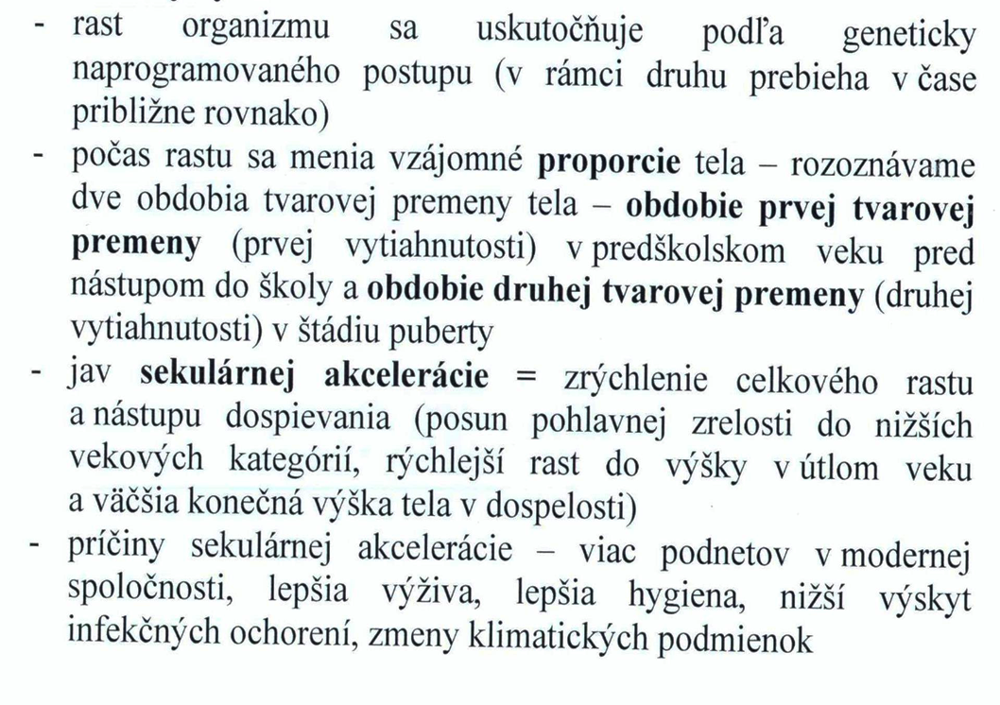 - rast organizmu sa uskutočňuje podľa geneticky
naprogramovaného postupu (v rámci druhu prebieha v čase
približne rovnako)
- počas rastu sa menia vzájomné proporcie tela – rozoznávame
dve obdobia tvarovej premeny tela – obdobie prvej tvarovej
premeny (prvej vytiahnutosti) v predškolskom veku pred
nástupom do školy a obdobie druhej tvarovej premeny (druhej
vytiahnutosti) v štádiu puberty
- jav sekulárnej akcelerácie = zrýchlenie celkového rastu
a nástupu dospievania (posun pohlavnej zrelosti do nižších
vekových kategórií, rýchlejší rast do výšky v útlom veku
a väčšia konečná výška tela v dospelosti)
- príčiny sekulárnej akcelerácie – viac podnetov v modernej
spoločnosti, lepšia výživa, lepšia hygiena, nižší výskyt
infekčných ochorení, zmeny klimatických podmienok